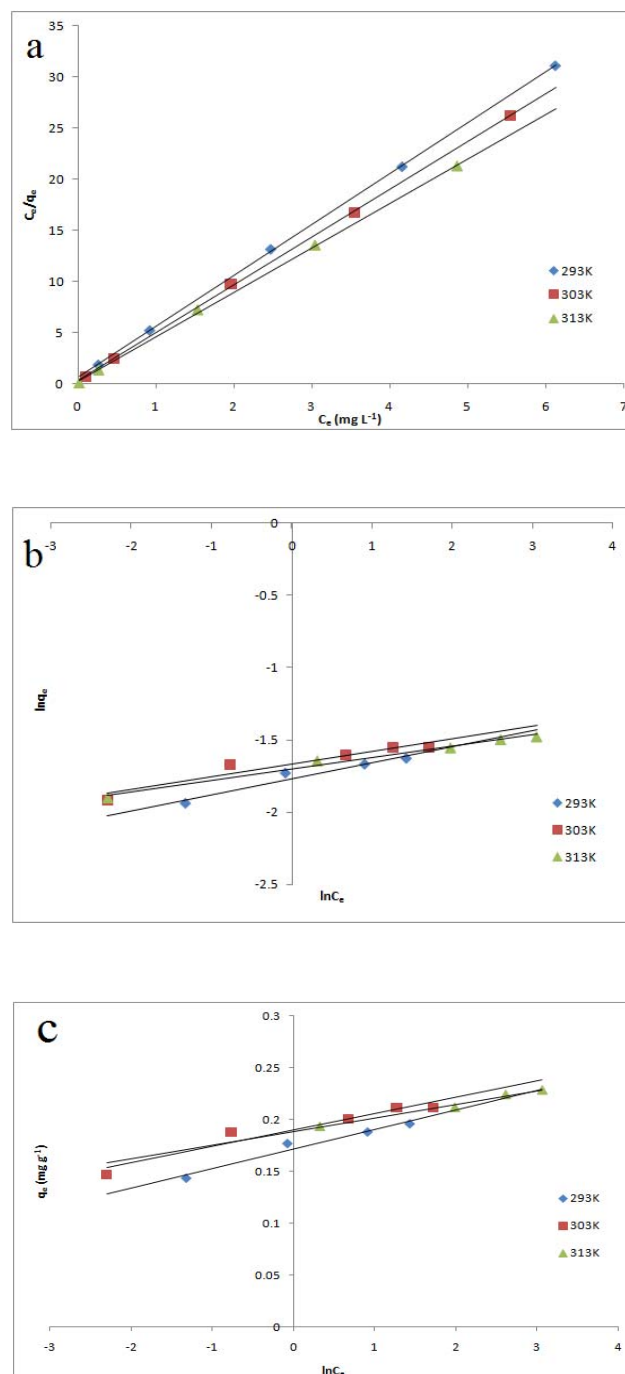 a
35
30
25
20
15
10
5
0
Ce/qe
0 1 2 3 4 5 6 7
Ce (mg L-1)
293K
303K
313K
b
-3 -2 -1 0 1 2 3 4
-0.5
-1
-1.5
-2
-2.5
lnqe
lnCe
293K
303K
313K
c
0.3
0.25
0.2
0.15
0.1
0.05
0
qe (mg g-1)
-3 -2 -1 0 1 2 3 4
lnCe
293K
303K
313K